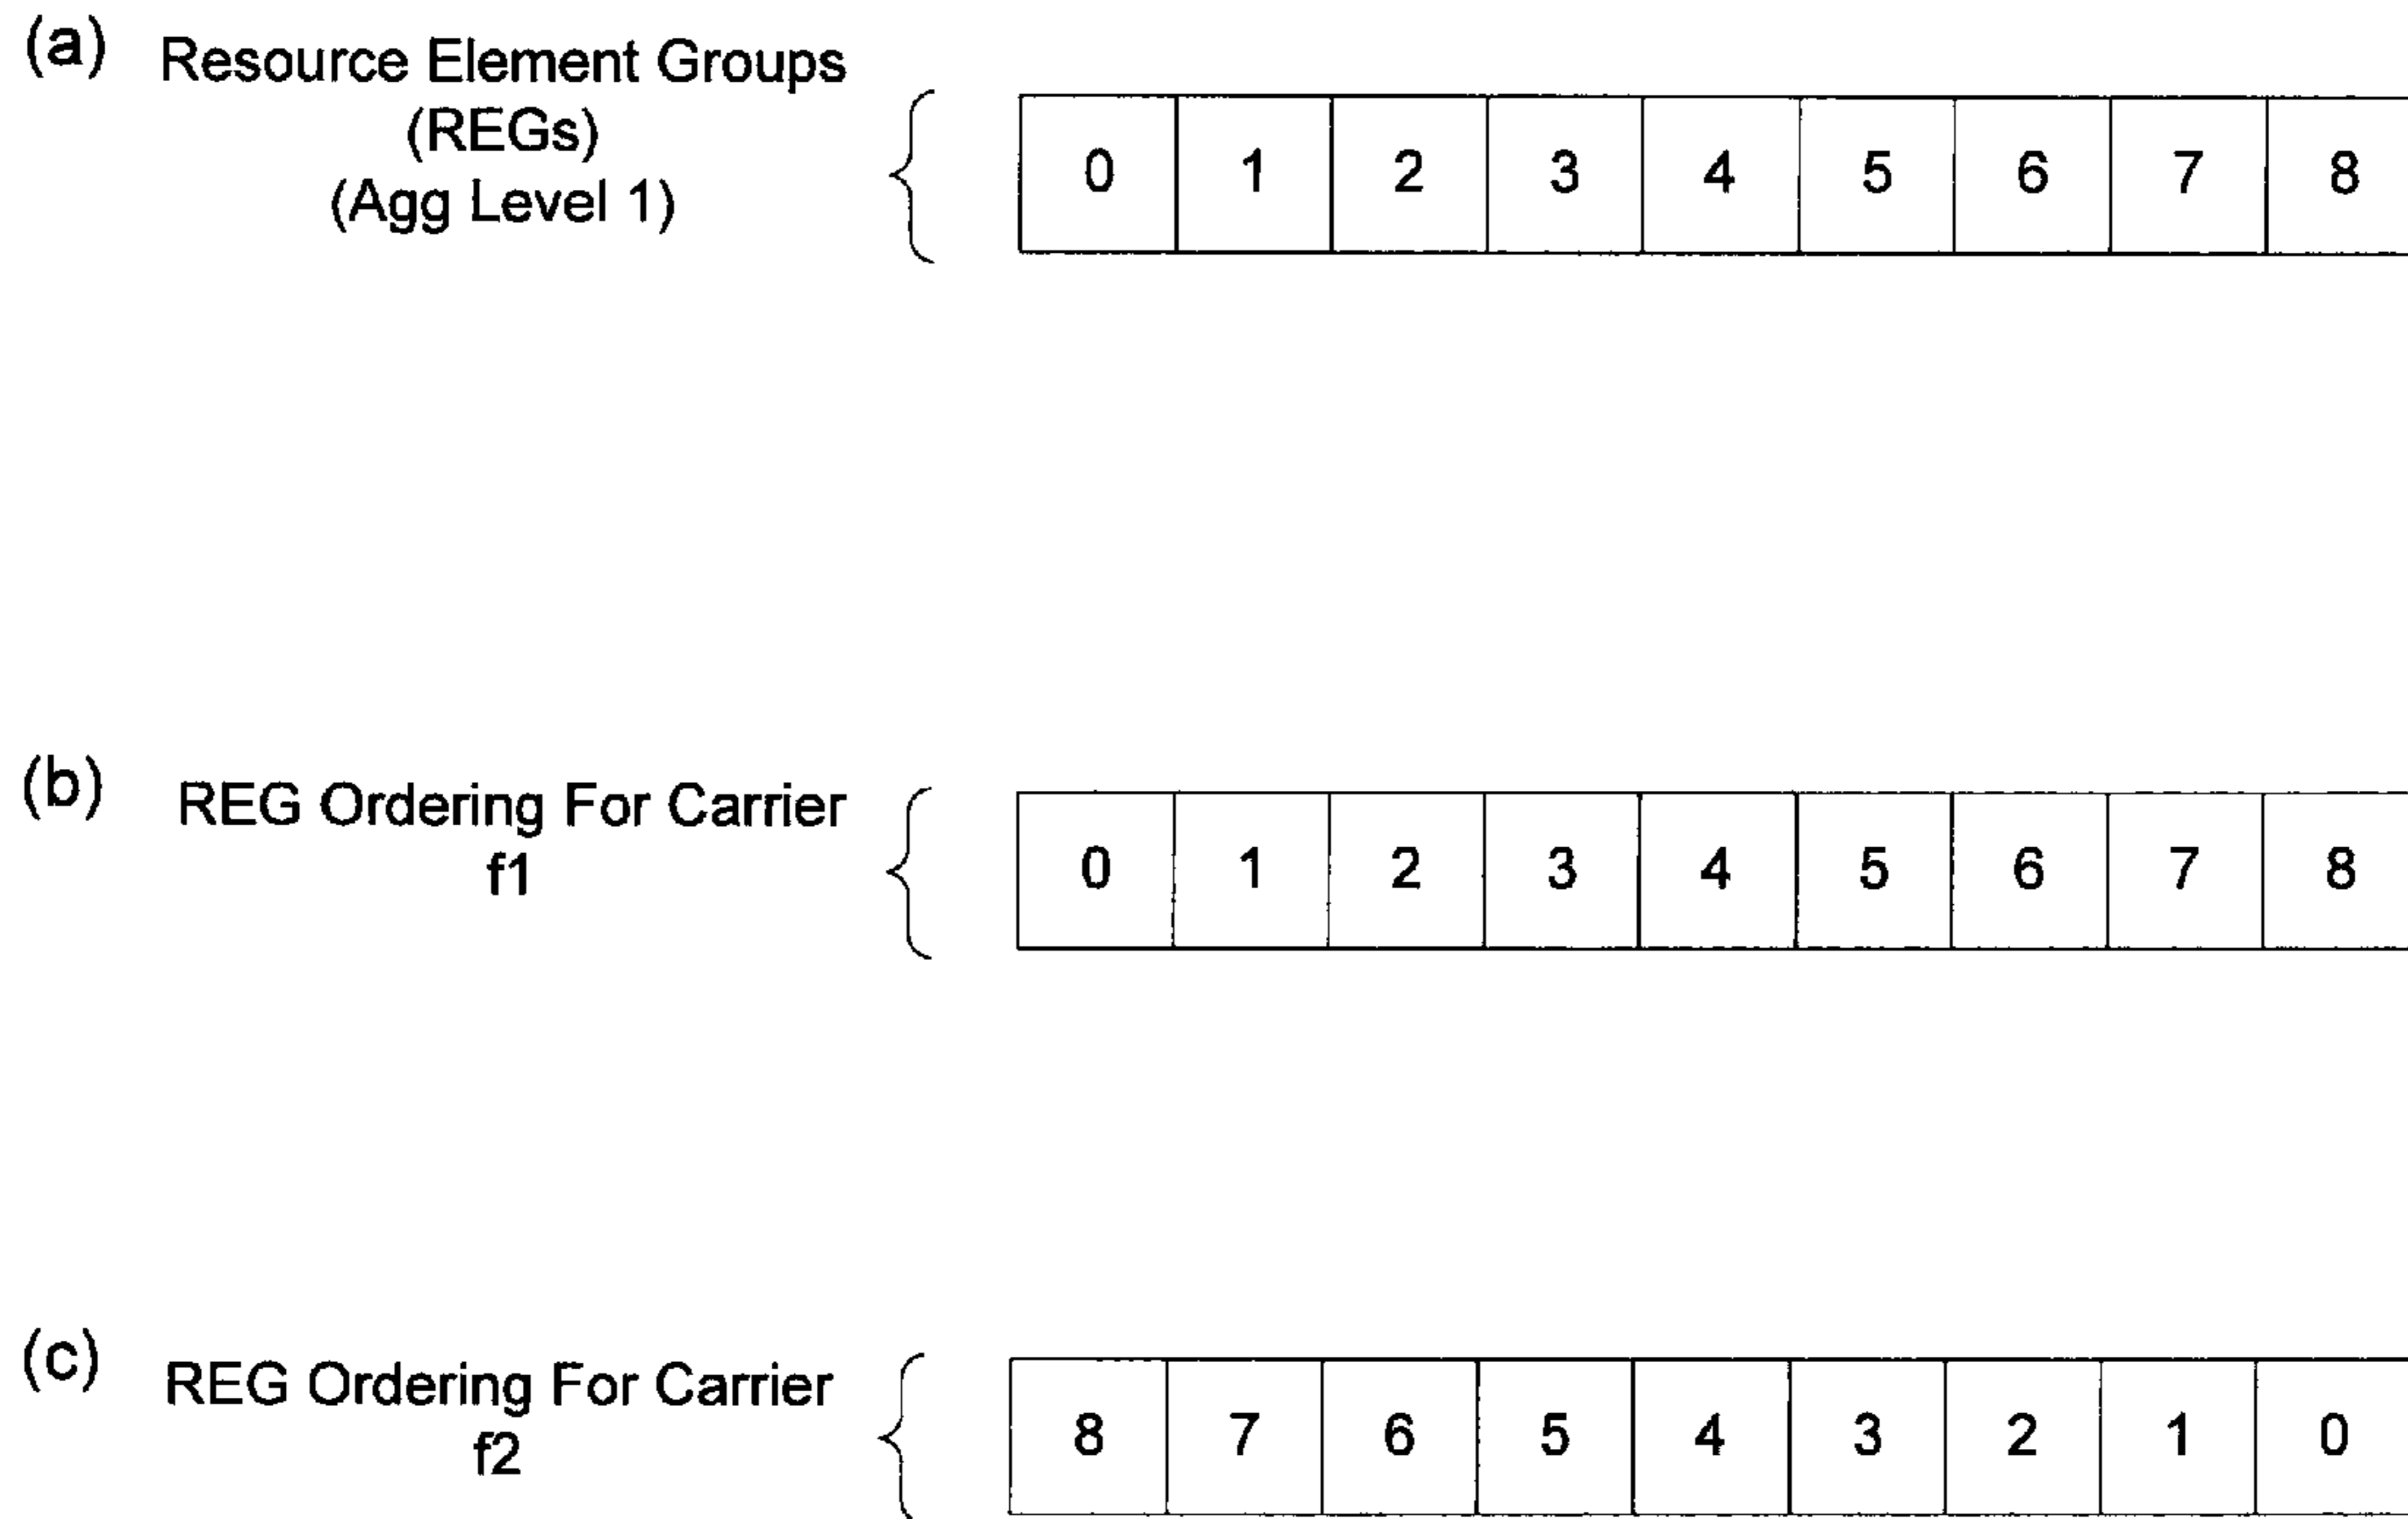 (a) Resource Element Groups
(REGs)
(Agg Level 1)
0 1 2 3 4 5 6 7 8
(b) REG Ordering For Carrier
f1
0 1 2 3 4 5 6 7 8
(c) REG Ordering For Carrier
f2
8 7 6 5 4 3 2 1 0